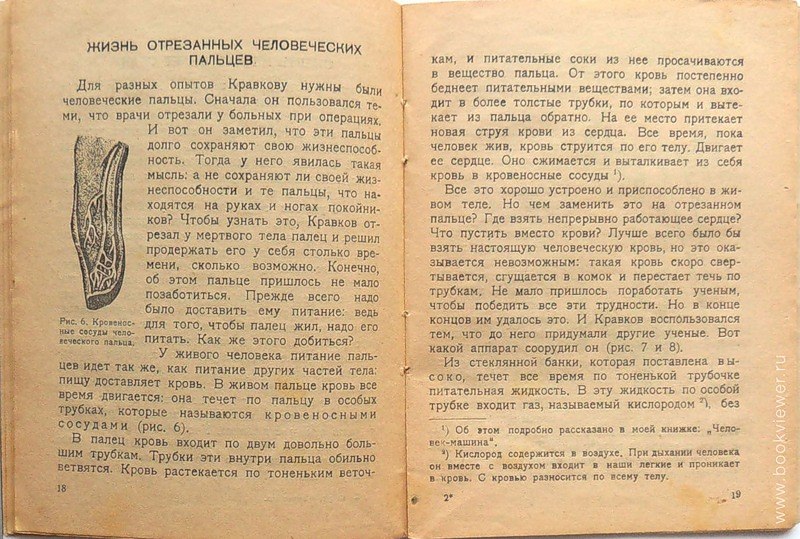 ЖИЗНЬ ОТРЕЗАННЫХ ЧЕЛОВЕЧЕСКИХ
ПАЛЬЦЕВ
Для разных опытов Кравкову нужны были
человеческие пальцы. Сначала он пользовался те-
ми, что врачи отрезали у больных при операциях.
И вот он заметил, что эти пальцы
долго сохраняют свою жизнеспособ-
ность. Тогда у него явилась такая
мысль: а не сохраняют ли своей жиз-
неспособности и те пальцы, что на-
ходятся на руках и ногах покойни-
ков? Чтобы узнать это, Кравков от-
резал у мертвого тела палец и решил
продержать его у себя столько вре-
мени, сколько возможно. Конечно,
об этом пальце пришлось не мало
позаботиться. Прежде всего надо
было доставить ему питание: ведь
для того, чтобы палец жил, надо его
питать. Как же этого добиться?
Рис. 6. Кровенос-
ные сосуды чело-
веческого пальца.
У живого человека питание паль-
цев идет так же, как питание других частей тела:
пищу доставляет кровь. В живом пальце кровь все
время двигается: она течет по пальцу в особых
трубках, которые называются кровеносными
сосудами (рис. 6).
В палец кровь входит по двум довольно боль-
шим трубкам. Трубки эти внутри пальца обильно
ветвятся. Кровь растекается по тоненьким веточ-
18
кам, и питательные соки из нее просачиваются
в вещество пальца. От этого кровь постепенно
беднеет питательными веществами; затем она вхо-
дит в более толстые трубки, по которым и выте-
кает из пальца обратно. На ее место притекает
новая струя крови из сердца. Все время, пока
человек жив, кровь струится по его телу. Двигает
ее сердце. Оно сжимается и выталкивает из себя
кровь в кровеносные сосуды ¹).
Все это хорошо устроено и приспособлено в жи-
вом теле. Но чем заменить это на отрезанном
пальце? Где взять непрерывно работающее сердце?
Что пустить вместо крови? Лучше всего было бы
взять настоящую человеческую кровь, но это ока-
зывается невозможным: такая кровь скоро свер-
тывается, сгущается в комок и перестает течь по
трубкам. Не мало пришлось поработать ученым,
чтобы победить все эти трудности. Но в конце
концов им удалось это. И Кравков воспользовался
тем, что до него придумали другие ученые. Вот
какой аппарат соорудил он (рис. 7 и 8).
Из стеклянной банки, которая поставлена вы-
соко, течет все время по тоненькой трубочке
питательная жидкость. В эту жидкость по особой
трубке входит газ, называемый кислородом ²), без
¹) Об этом подробно рассказано в моей книжке: „Чело-
век-машина“.
²) Кислород содержится в воздухе. При дыхании человека
он вместе с воздухом входит в наши легкие и проникает
в кровь. С кровью разносится по всему телу.
2*
19
www.bookviewer.ru